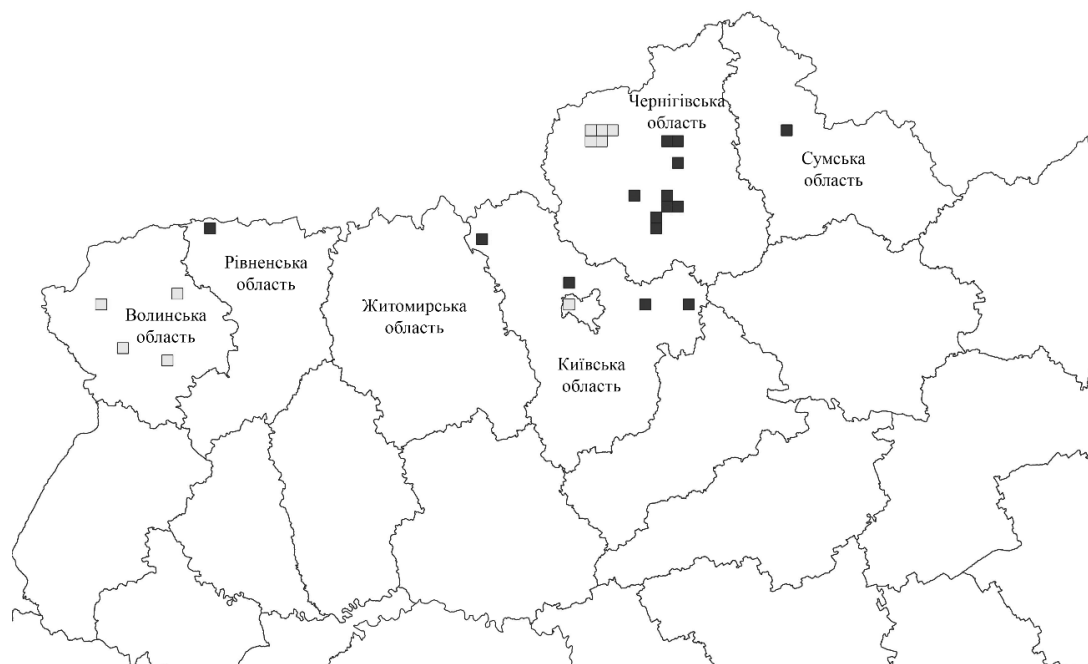 Чернігівська
область
Сумська
область
Рівненська
область
Волинська
область
Житомирська
область
Київська
область